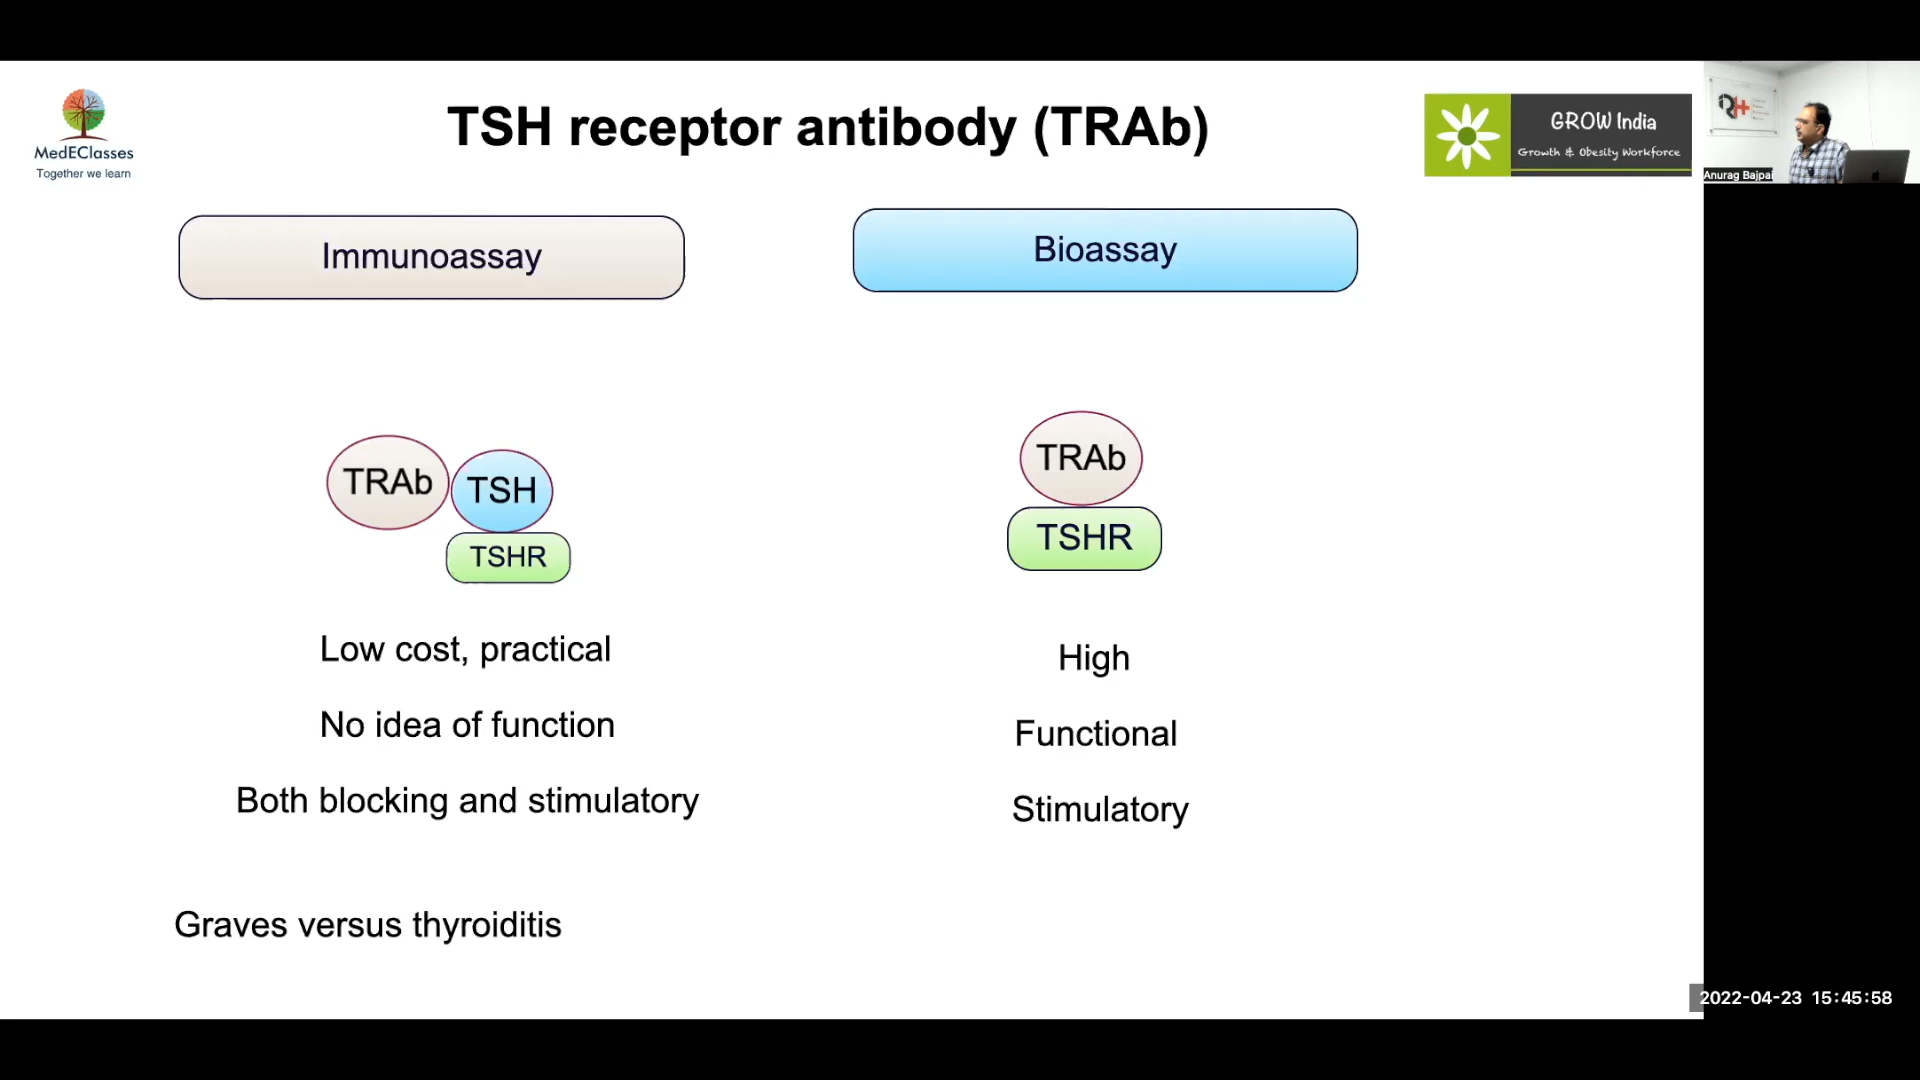 MedEClasses
Together we learn
TSH receptor antibody (TRAb)
GROW India
Growth & Obesity Workforce
Anurag Bajpai
Immunoassay
Bioassay
TRAb
TSH
TSHR
TRAb
TSHR
Low cost, practical
No idea of function
Both blocking and stimulatory
High
Functional
Stimulatory
Graves versus thyroiditis
2022-04-23 15:45:58